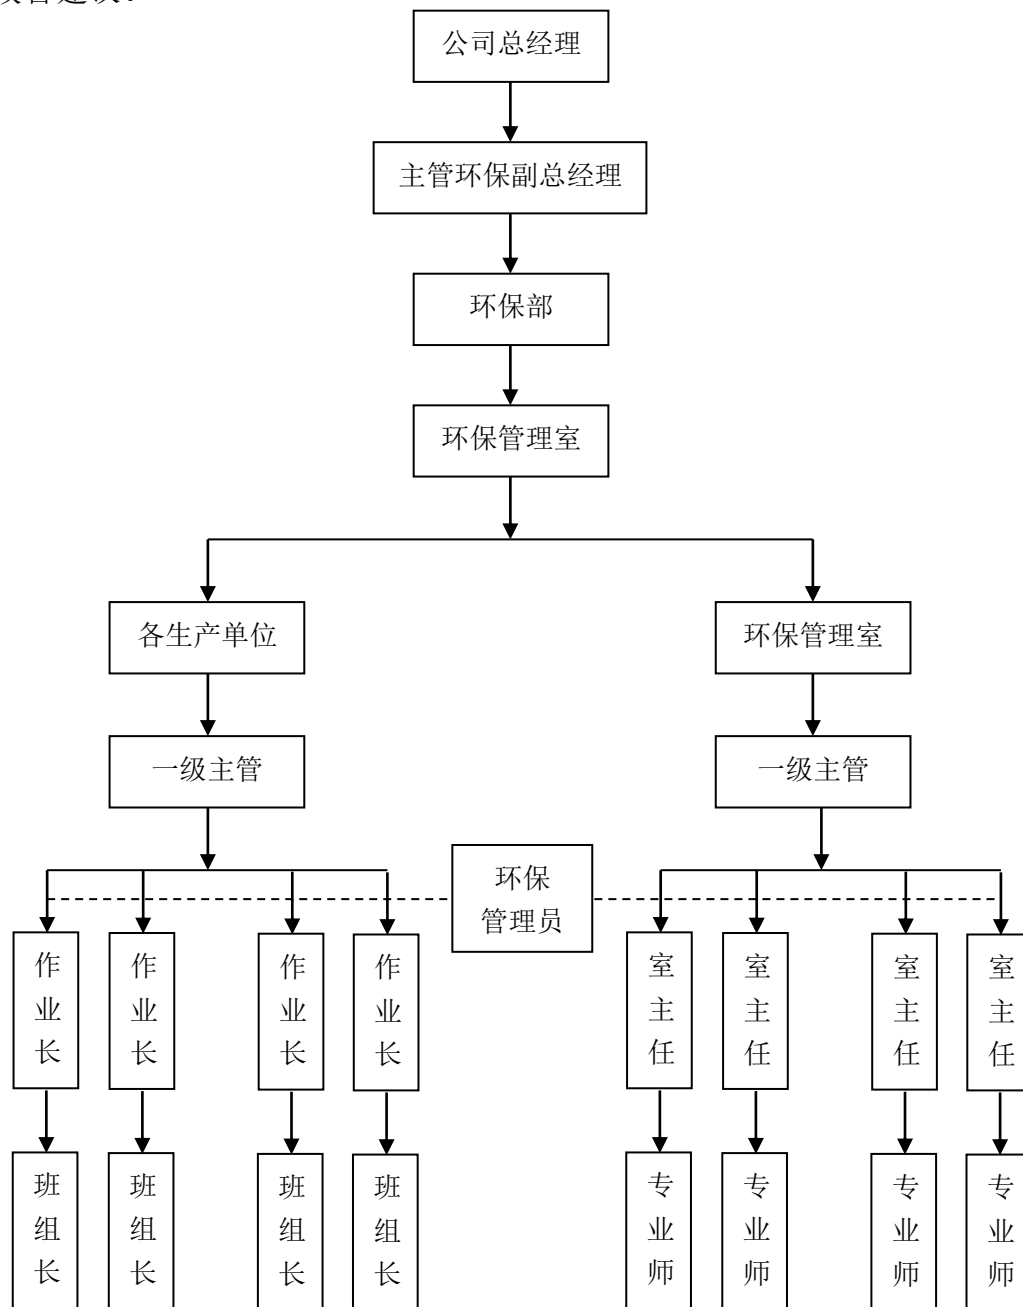 公司总经理
主管环保副总经理
环保部
环保管理室
各生产单位
环保管理室
一级主管
一级主管
环保
管理员
作业长
作业长
作业长
作业长
室主任
室主任
室主任
室主任
班组长
班组长
班组长
班组长
专业师
专业师
专业师
专业师